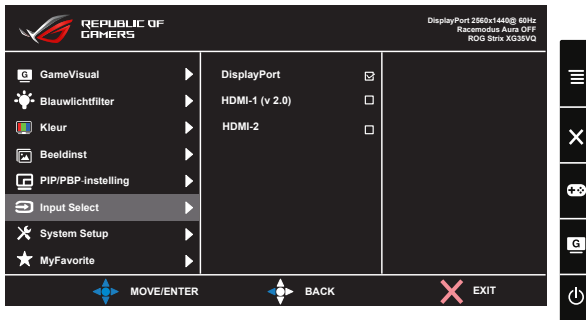 REPUBLIC OF
GAMERS
DisplayPort 2560x1440@ 60Hz
Racemodus Aura OFF
ROG Strix XG35VQ
G GameVisual
Blauwlichtfilter
Kleur
Beeldinst
PIP/PBP-instelling
Input Select
System Setup
MyFavorite
DisplayPort
HDMI-1 (v 2.0)
HDMI-2
MOVE/ENTER
BACK
EXIT
G